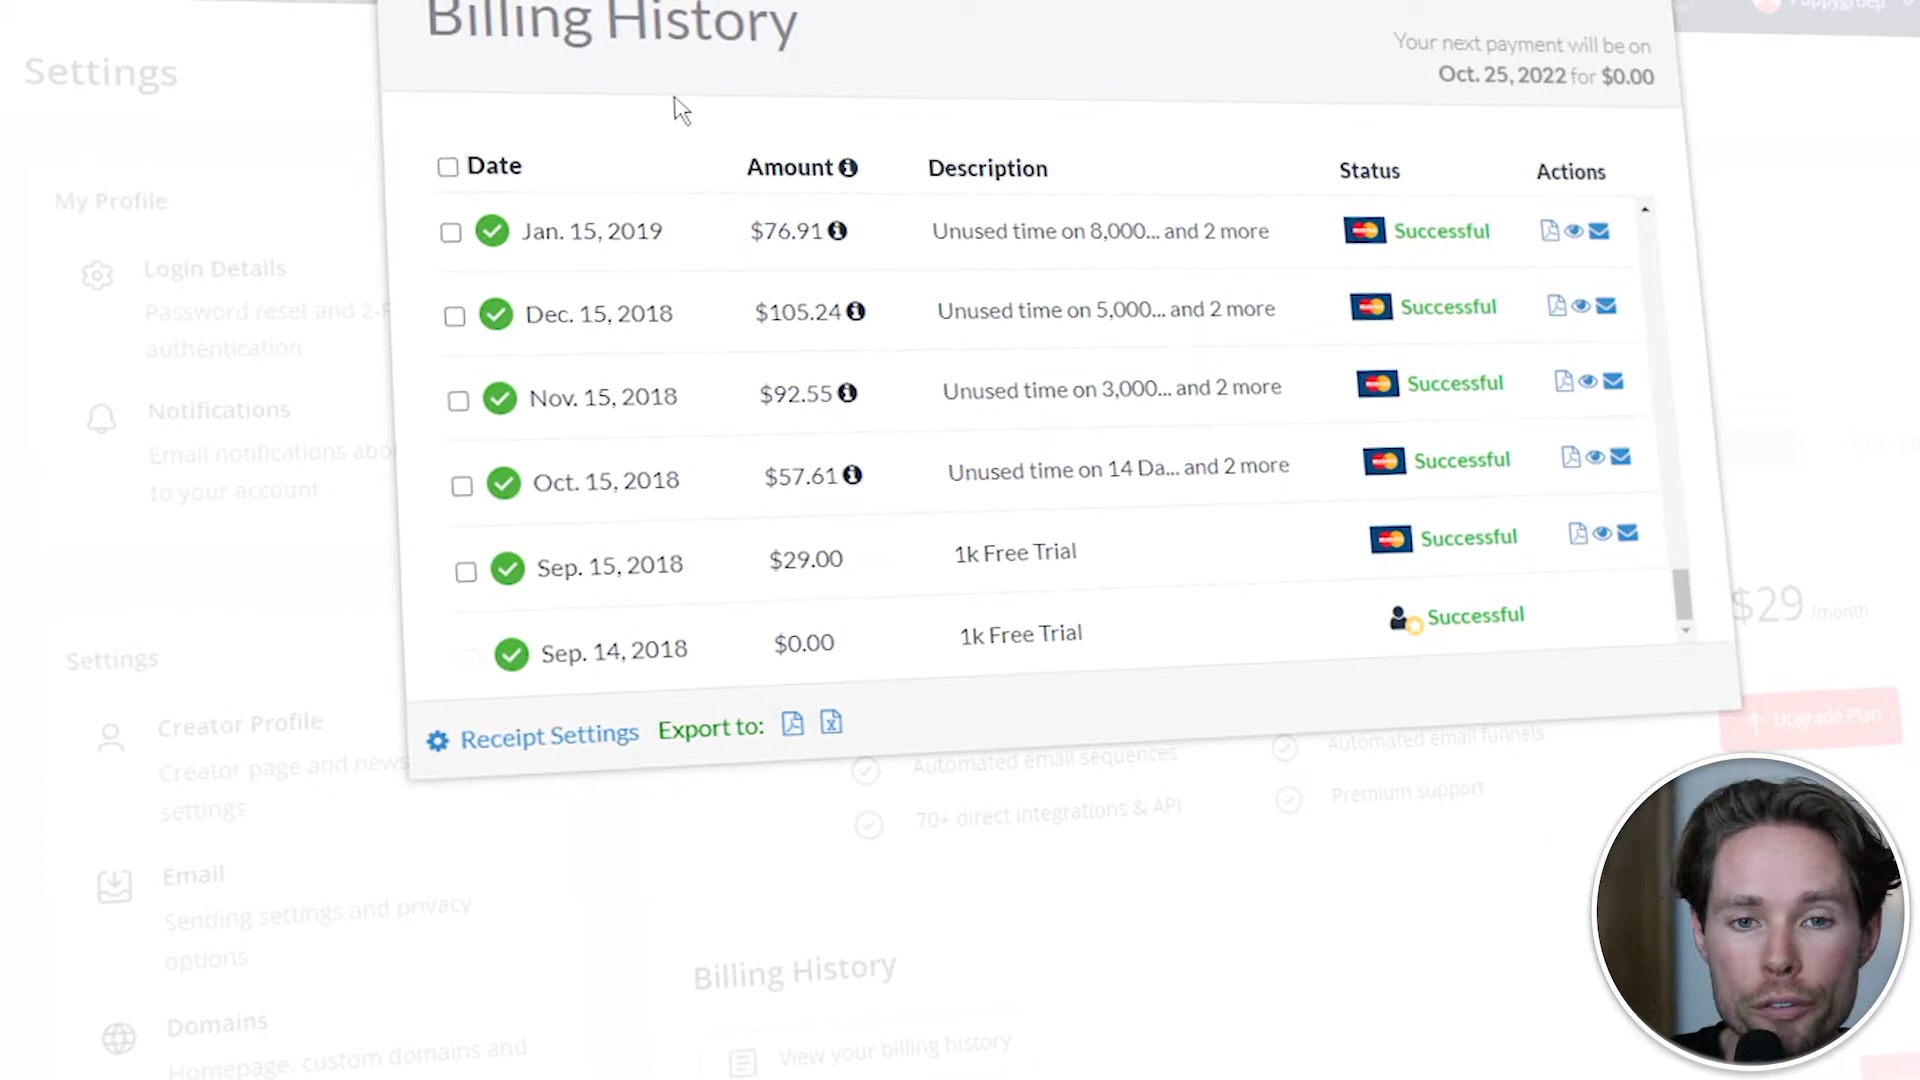 Billing History
Your next payment will be on
Oct. 25, 2022 for $0.00
Date Amount Description Status Actions
Jan. 15, 2019 $76.91 Unused time on 8,000... and 2 more Successful
Dec. 15, 2018 $105.24 Unused time on 5,000... and 2 more Successful
Nov. 15, 2018 $92.55 Unused time on 3,000... and 2 more Successful
Oct. 15, 2018 $57.61 Unused time on 14 Da... and 2 more Successful
Sep. 15, 2018 $29.00 1k Free Trial Successful
Sep. 14, 2018 $0.00 1k Free Trial Successful
Receipt Settings Export to:
Settings
My Profile
Login Details
Password reset and 2-
authentication
Notifications
Email notifications
to your account
Settings
Creator Profile
Creator page and
settings
Email
Sending settings and privacy
options
Domains
Homepage, custom domains and
$29 /month
Upgrade Plan
Automated email sequences
Automated email funnels
70+ direct integrations & API
Premium support
Billing History
View your billing history